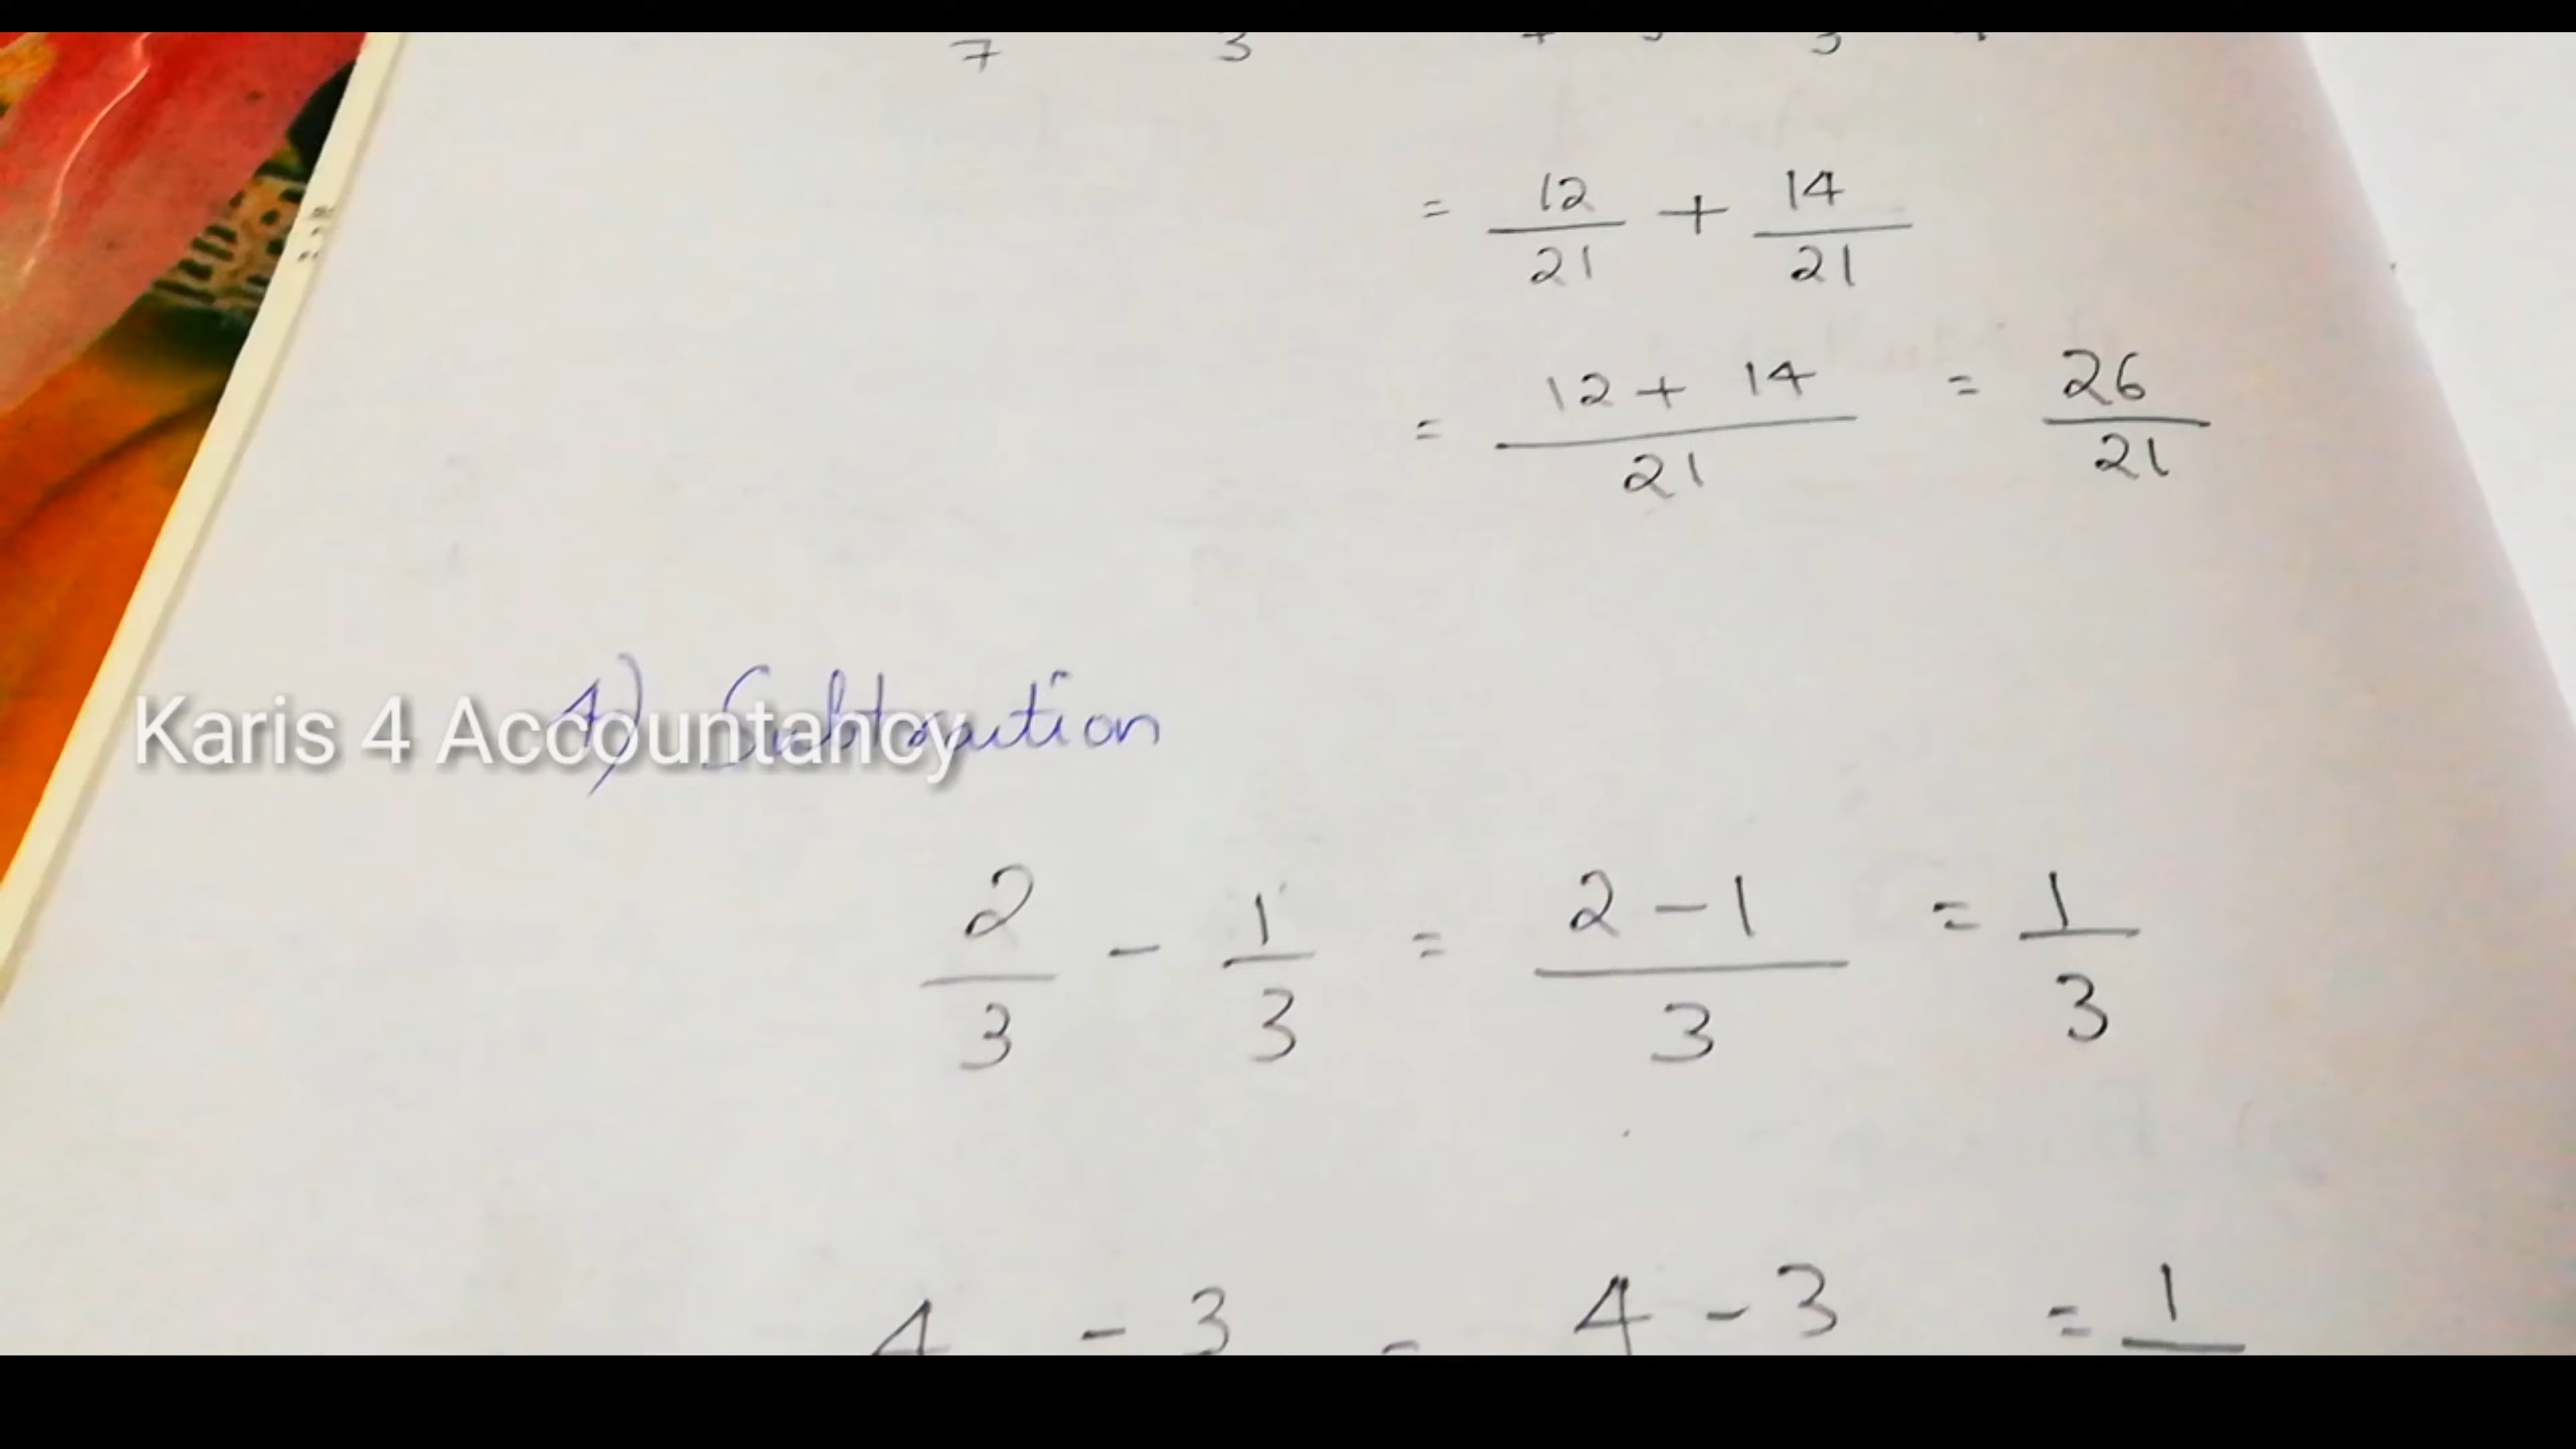 7 3 3
= 12/21 + 14/21
= 12 + 14/21 = 26/21
4) Subtraction
Karis 4 Accountancy
2/3 - 1/3 = 2 - 1/3 = 1/3
4 - 3 4 - 3 = 1